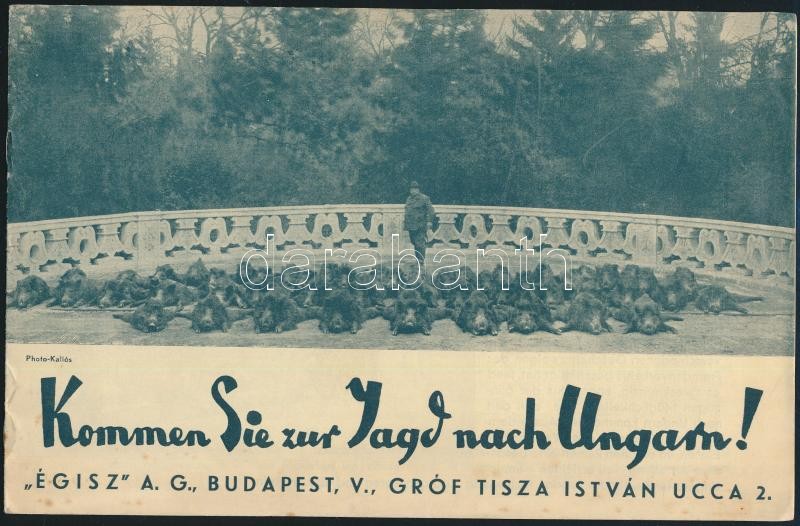 darabanth
Photo-Kallós
Kommen Sie zur Jagd nach Ungarn!
„ÉGISZ” A. G., BUDAPEST, V., GRÓF TISZA ISTVÁN UCCA 2.